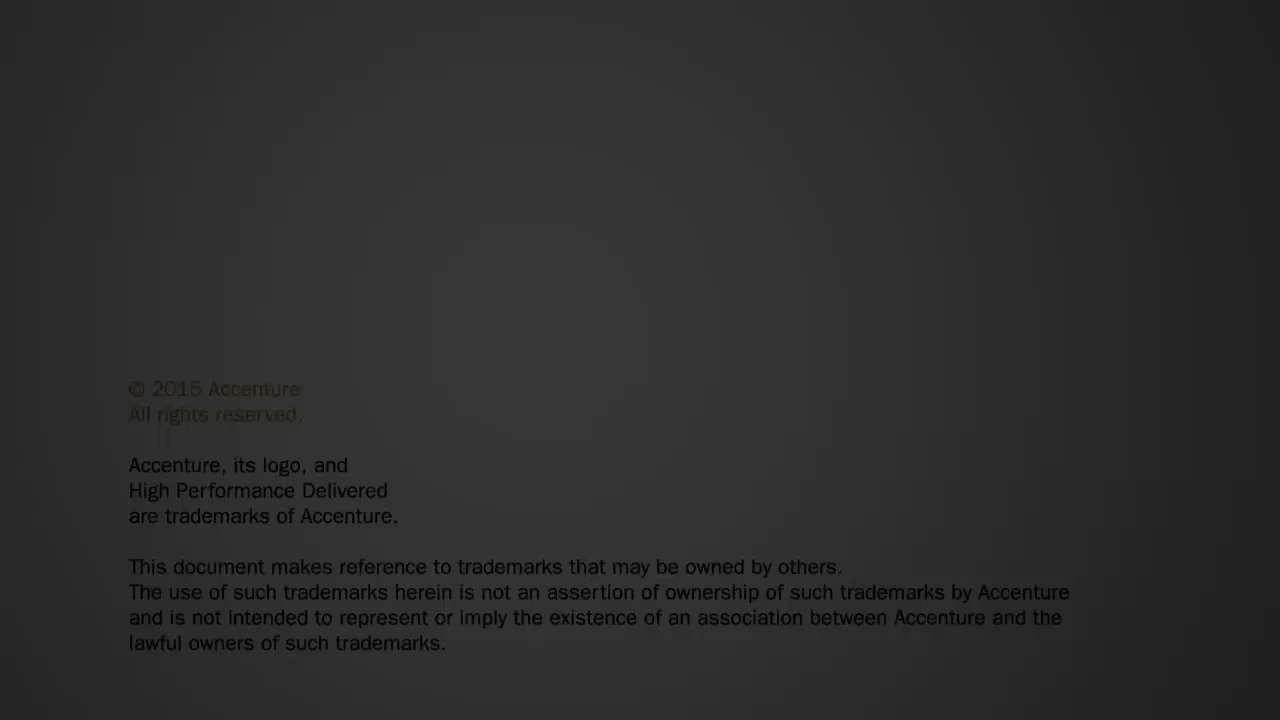 © 2015 Accenture
All rights reserved.
Accenture, its logo, and
High Performance Delivered
are trademarks of Accenture.
This document makes reference to trademarks that may be owned by others.
The use of such trademarks herein is not an assertion of ownership of such trademarks by Accenture
and is not intended to represent or imply the existence of an association between Accenture and the
lawful owners of such trademarks.